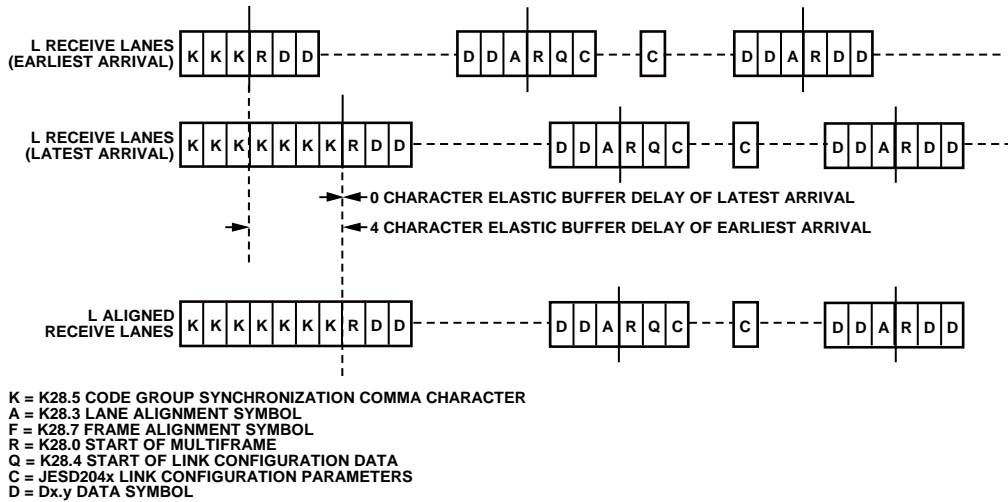 L RECEIVE LANES
(EARLIEST ARRIVAL)
K K K R D D
D D A R Q C
C
D D A R D D
L RECEIVE LANES
(LATEST ARRIVAL)
K K K K K K K R D D
D D A R Q C
C
D D A R D D
0 CHARACTER ELASTIC BUFFER DELAY OF LATEST ARRIVAL
4 CHARACTER ELASTIC BUFFER DELAY OF EARLIEST ARRIVAL
L ALIGNED
RECEIVE LANES
K K K K K K K R D D
D D A R Q C
C
D D A R D D
K = K28.5 CODE GROUP SYNCHRONIZATION COMMA CHARACTER
A = K28.3 LANE ALIGNMENT SYMBOL
F = K28.7 FRAME ALIGNMENT SYMBOL
R = K28.0 START OF MULTIFRAME
Q = K28.4 START OF LINK CONFIGURATION DATA
C = JESD204x LINK CONFIGURATION PARAMETERS
D = Dx.y DATA SYMBOL